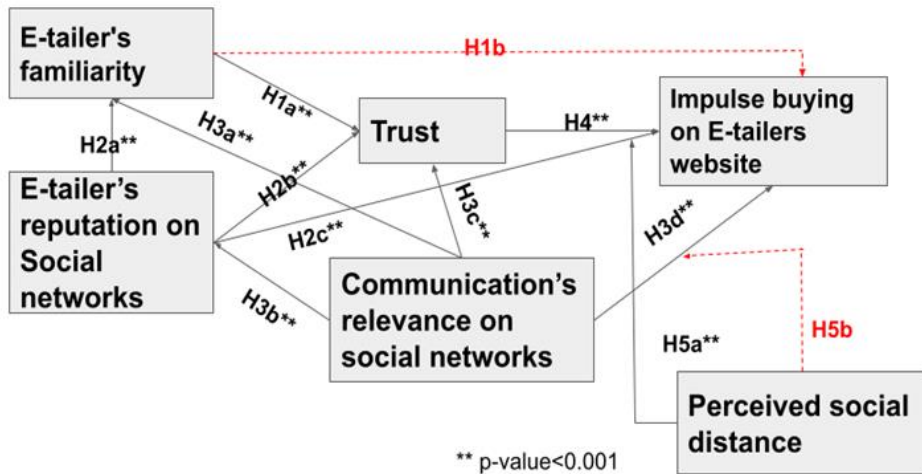 E-tailer's
familiarity
H1b
H1a**
H3a**
Trust
H4**
Impulse buying
on E-tailers
website
H2a**
H2b**
E-tailer’s
reputation on
Social
networks
H2c**
H3c**
H3d**
H3b**
Communication’s
relevance on
social networks
H5a**
H5b
Perceived social
distance
** p-value<0.001